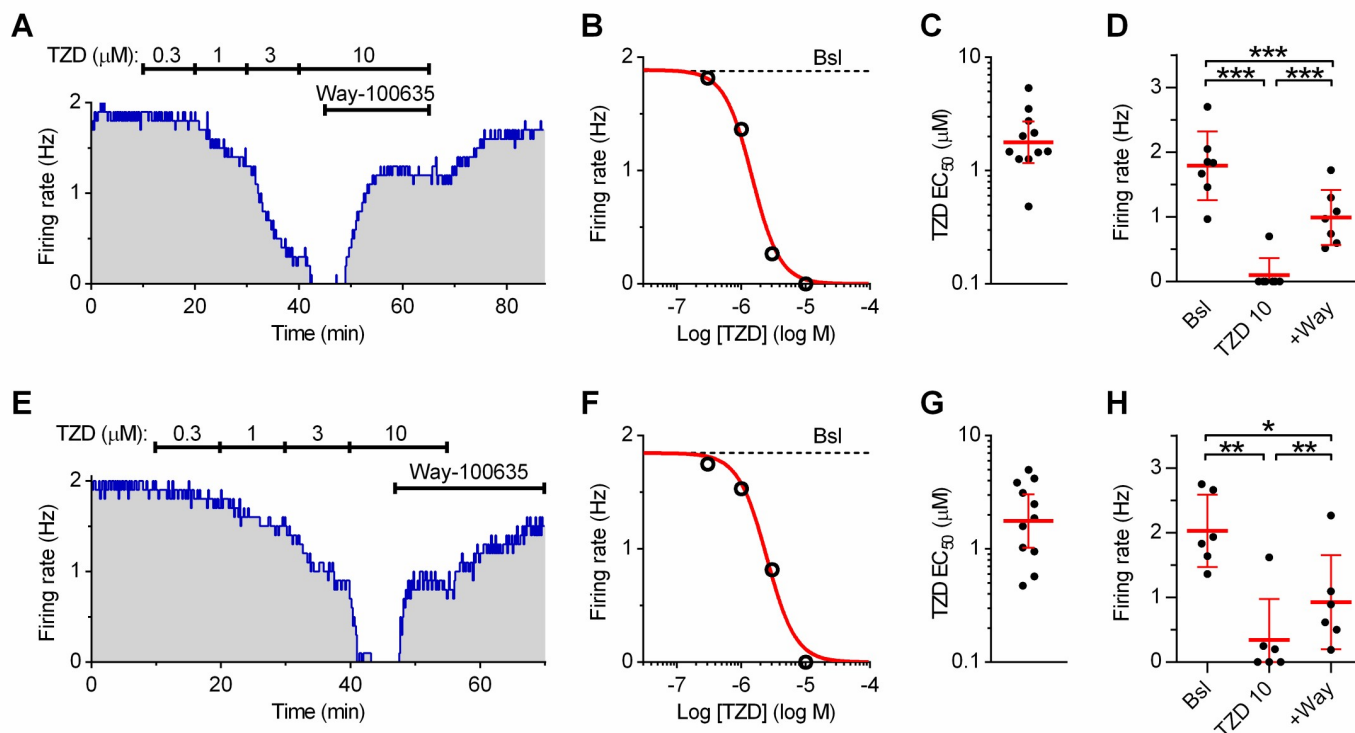 A
TZD (μM): 0.3 1 3 10
Way-100635
Firing rate (Hz)
2
1
0
0 20 40 60 80
Time (min)
B
Bsl
Firing rate (Hz)
2
1
0
-7 -6 -5 -4
Log [TZD] (log M)
C
TZD EC50 (μM)
10
1
0.1
D
*** 
*** ***
Firing rate (Hz)
3
2
1
0
Bsl TZD 10 +Way
E
TZD (μM): 0.3 1 3 10
Way-100635
Firing rate (Hz)
2
1
0
0 20 40 60
Time (min)
F
Bsl
Firing rate (Hz)
2
1
0
-7 -6 -5 -4
Log [TZD] (log M)
G
TZD EC50 (μM)
10
1
0.1
H
*
** **
Firing rate (Hz)
3
2
1
0
Bsl TZD 10 +Way